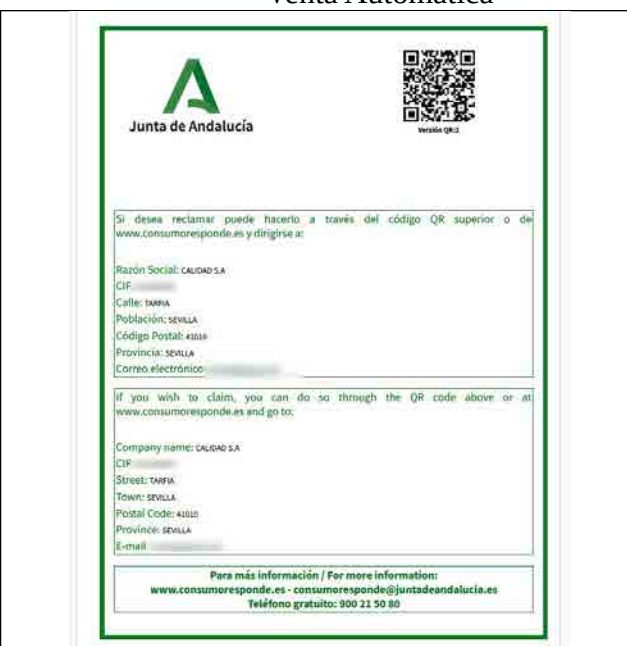 Venta Automática
Junta de Andalucía
Versión QR:1
Si desea reclamar puede hacerlo a través del código QR superior o de
www.consumoresponde.es y dirigirse a:
Razón Social: CALIDAD S.A
CIF
Calle: TARFIA
Población: SEVILLA
Código Postal: 41010
Provincia: SEVILLA
Correo electrónico
If you wish to claim, you can do so through the QR code above or at
www.consumoresponde.es and go to:
Company name: CALIDAD S.A
CIF
Street: TARFIA
Town: SEVILLA
Postal Code: 41010
Province: SEVILLA
E-mail
Para más información / For more information:
www.consumoresponde.es - consumoresponde@juntadeandalucia.es
Teléfono gratuito: 900 21 50 80